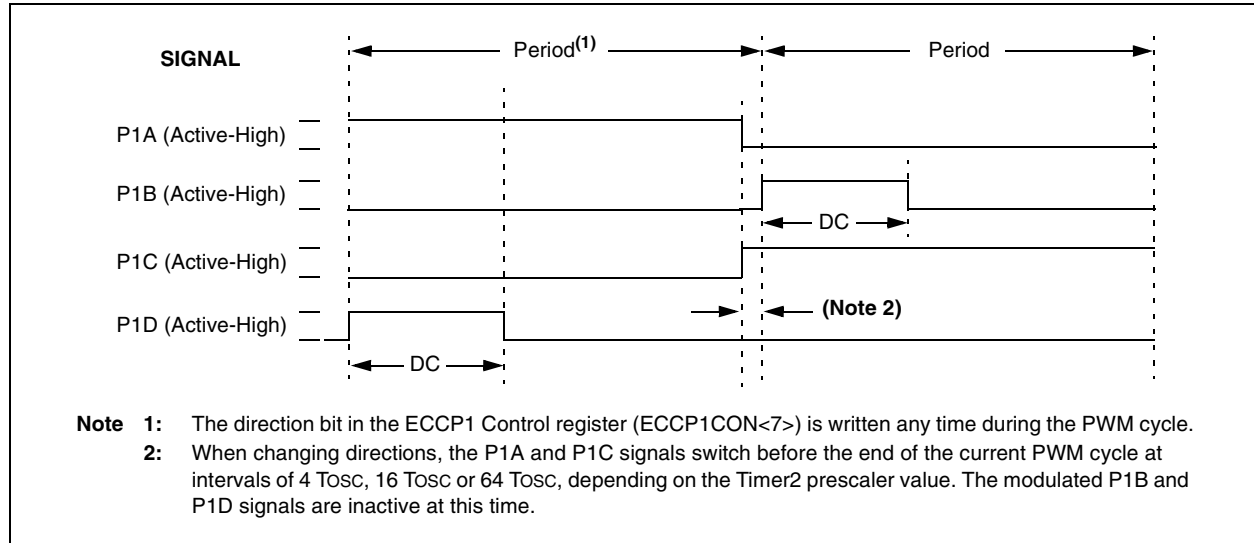 SIGNAL
Period(1)
Period
P1A (Active-High)
P1B (Active-High)
DC
P1C (Active-High)
P1D (Active-High)
(Note 2)
DC
Note 1: The direction bit in the ECCP1 Control register (ECCP1CON<7>) is written any time during the PWM cycle.
2: When changing directions, the P1A and P1C signals switch before the end of the current PWM cycle at
intervals of 4 TOSC, 16 TOSC or 64 TOSC, depending on the Timer2 prescaler value. The modulated P1B and
P1D signals are inactive at this time.